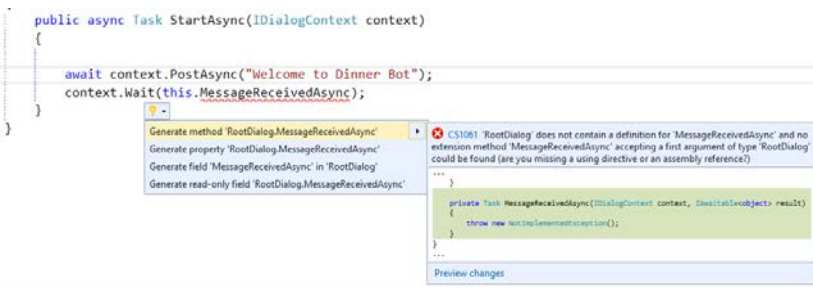 public async Task StartAsync(IDialogContext context)
{
await context.PostAsync("Welcome to Dinner Bot");
context.Wait(this.MessageReceivedAsync);
}
}
Generate method 'RootDialog.MessageReceivedAsync'
Generate property 'RootDialog.MessageReceivedAsync'
Generate field 'MessageReceivedAsync' in 'RootDialog'
Generate read-only field 'RootDialog.MessageReceivedAsync'
CS1061 'RootDialog' does not contain a definition for 'MessageReceivedAsync' and no
extension method 'MessageReceivedAsync' accepting a first argument of type 'RootDialog'
could be found (are you missing a using directive or an assembly reference?)
...
}
private Task MessageReceivedAsync(IDialogContext context, IAwaitable<object> result)
{
throw new NotImplementedException();
}
}
...
Preview changes